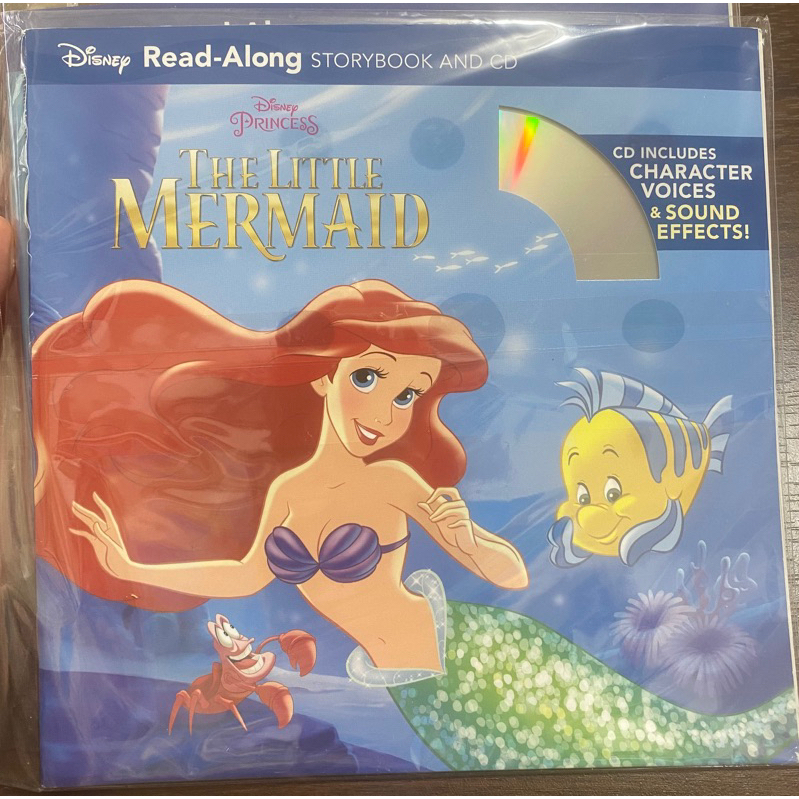 Disney Read-Along STORYBOOK AND CD
Disney
PRINCESS
THE LITTLE
MERMAID
CD INCLUDES
CHARACTER
VOICES
& SOUND
EFFECTS!